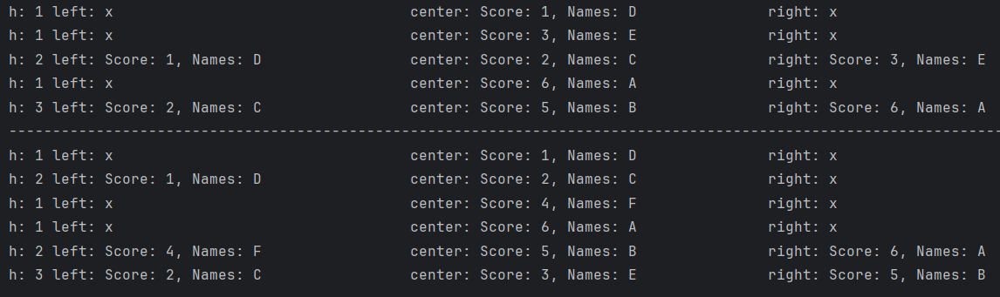 h: 1 left: x center: Score: 1, Names: D right: x
h: 1 left: x center: Score: 3, Names: E right: x
h: 2 left: Score: 1, Names: D center: Score: 2, Names: C right: Score: 3, Names: E
h: 1 left: x center: Score: 6, Names: A right: x
h: 3 left: Score: 2, Names: C center: Score: 5, Names: B right: Score: 6, Names: A
------------------------------------------------------------------------------------------------------------------
h: 1 left: x center: Score: 1, Names: D right: x
h: 2 left: Score: 1, Names: D center: Score: 2, Names: C right: x
h: 1 left: x center: Score: 4, Names: F right: x
h: 1 left: x center: Score: 6, Names: A right: x
h: 2 left: Score: 4, Names: F center: Score: 5, Names: B right: Score: 6, Names: A
h: 3 left: Score: 2, Names: C center: Score: 3, Names: E right: Score: 5, Names: B